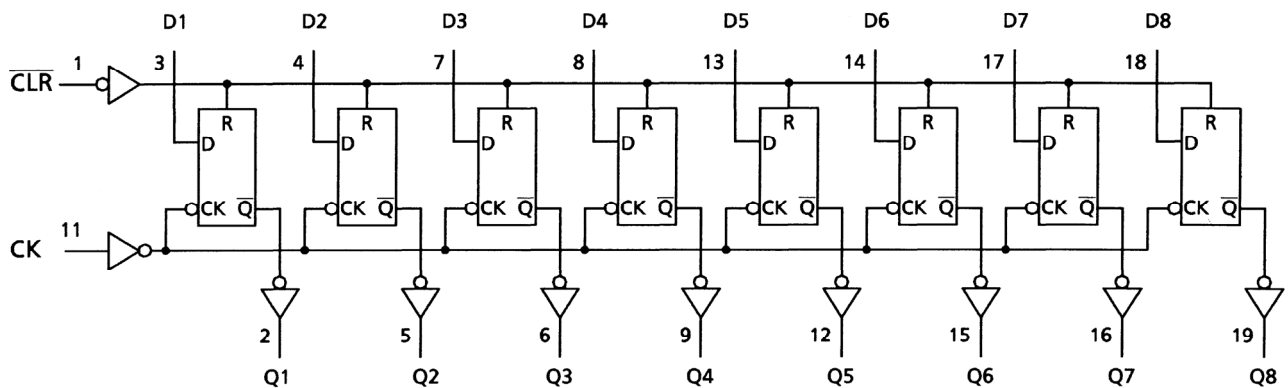 D1 D2 D3 D4 D5 D6 D7 D8
1 3 4 7 8 13 14 17 18
CLR
R R R R R R R R
D D D D D D D D
CK Q CK Q CK Q CK Q CK Q CK Q CK Q CK Q
11
CK
2 5 6 9 12 15 16 19
Q1 Q2 Q3 Q4 Q5 Q6 Q7 Q8